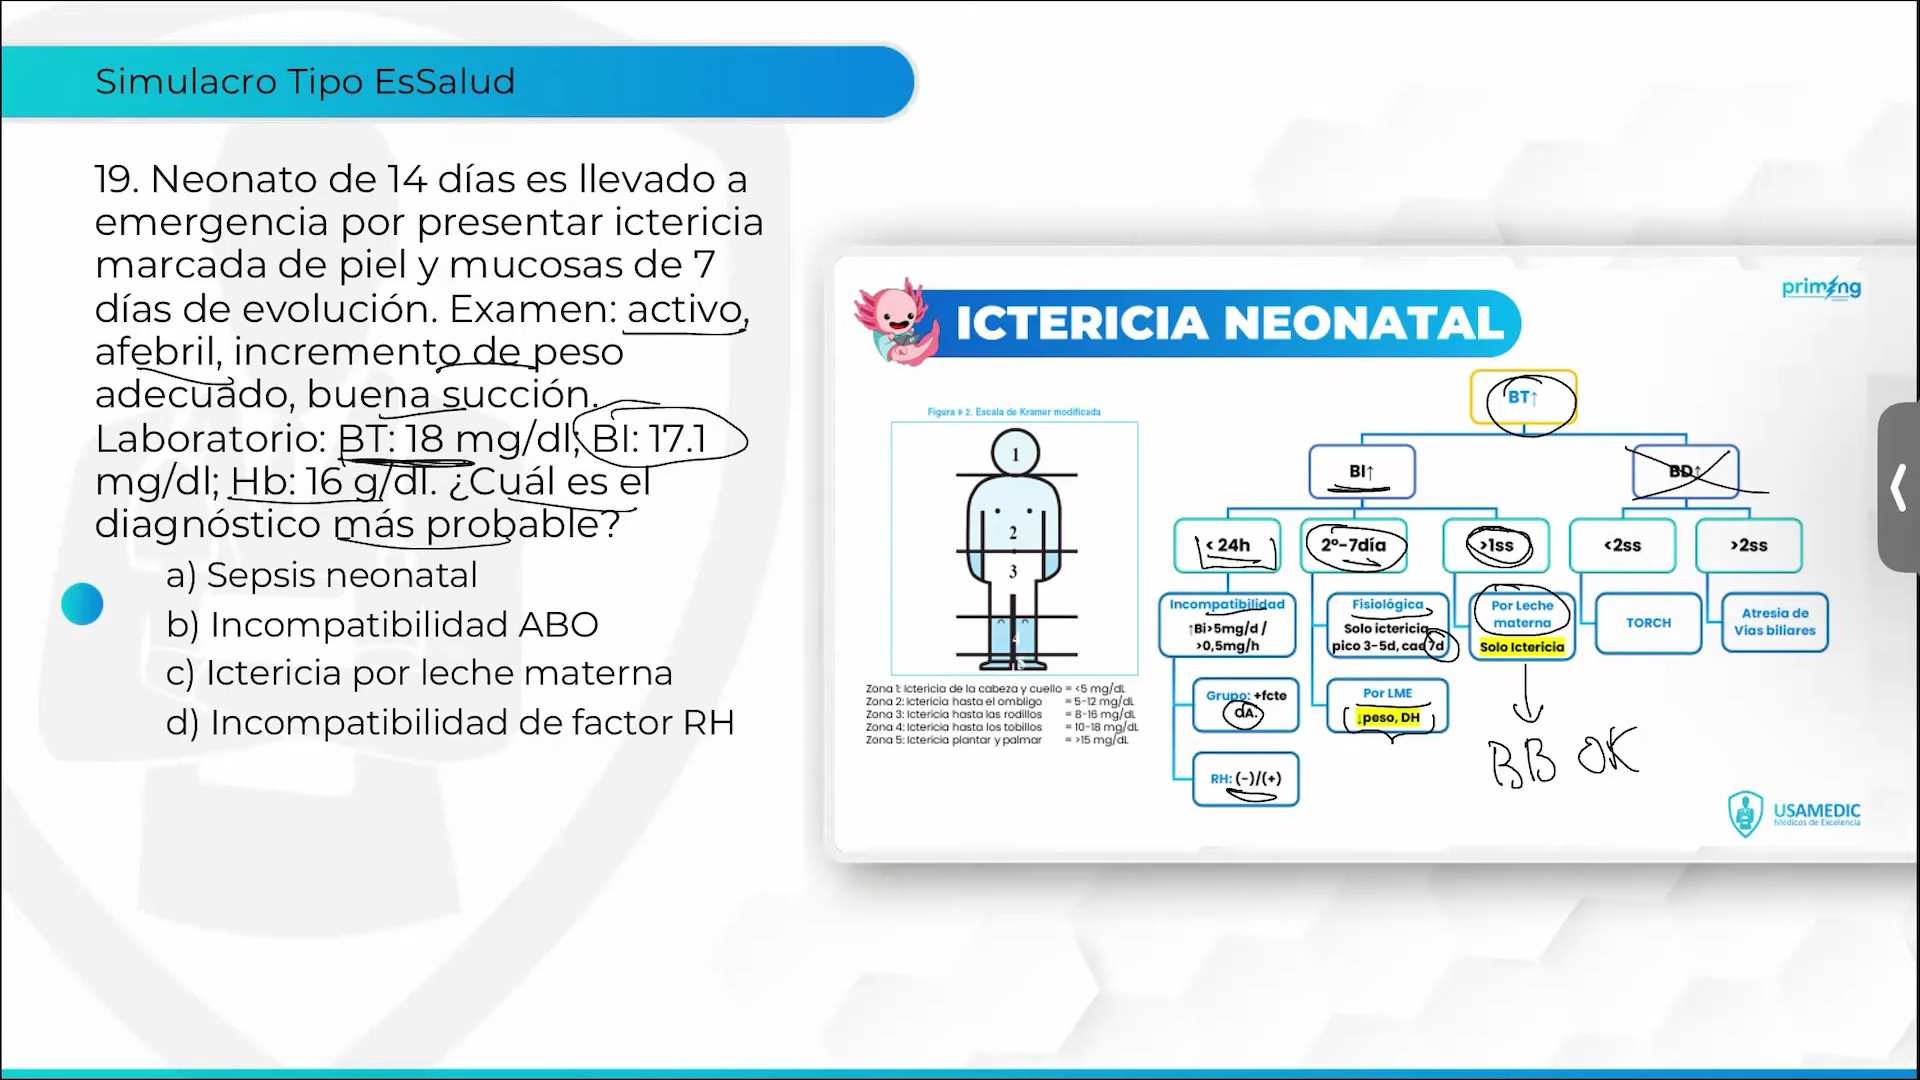 Simulacro Tipo EsSalud
19. Neonato de 14 días es llevado a
emergencia por presentar ictericia
marcada de piel y mucosas de 7
días de evolución. Examen: activo,
afebril, incremento de peso
adecuado, buena succión.
Laboratorio: BT: 18 mg/dl; BI: 17.1
mg/dl; Hb: 16 g/dl. ¿Cuál es el
diagnóstico más probable?
a) Sepsis neonatal
b) Incompatibilidad ABO
c) Ictericia por leche materna
d) Incompatibilidad de factor RH
priming
ICTERICIA NEONATAL
Figura # 2. Escala de Kramer modificada
1
2
3
4
Zona 1: Ictericia de la cabeza y cuello = <5 mg/dL
Zona 2: Ictericia hasta el ombligo = 5-12 mg/dL
Zona 3: Ictericia hasta las rodillos = 8-16 mg/dL
Zona 4: Ictericia hasta los tobillos = 10-18 mg/dL
Zona 5: Ictericia plantar y palmar = >15 mg/dL
BT↑
BI↑
BD↑
< 24h
2º-7día
>1ss
<2ss
>2ss
Incompatibilidad
↑Bi>5mg/d /
>0,5mg/h
Fisiológica
Solo ictericia
pico 3-5d, cae 7d
Por Leche
materna
Solo Ictericia
TORCH
Atresia de
Vías biliares
Grupo: +fcte
OA.
Por LME
↓peso, DH
RH: (-)/(+)
BB OK
USAMEDIC
Médicos de Excelencia